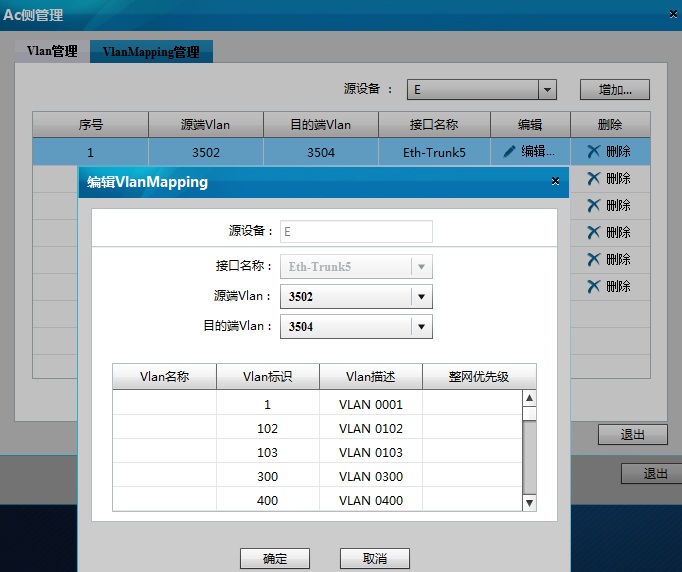 Ac侧管理
Vlan管理 VlanMapping管理
源设备 : E 增加...
序号 源端Vlan 目的端Vlan 接口名称 编辑 删除
1 3502 3504 Eth-Trunk5 编辑... 删除
删除
删除
删除
删除
删除
编辑VlanMapping
源设备 : E
接口名称 : Eth-Trunk5
源端Vlan : 3502
目的端Vlan : 3504
Vlan名称 Vlan标识 Vlan描述 整网优先级
1 VLAN 0001
102 VLAN 0102
103 VLAN 0103
300 VLAN 0300
400 VLAN 0400
退出
退出
确定 取消